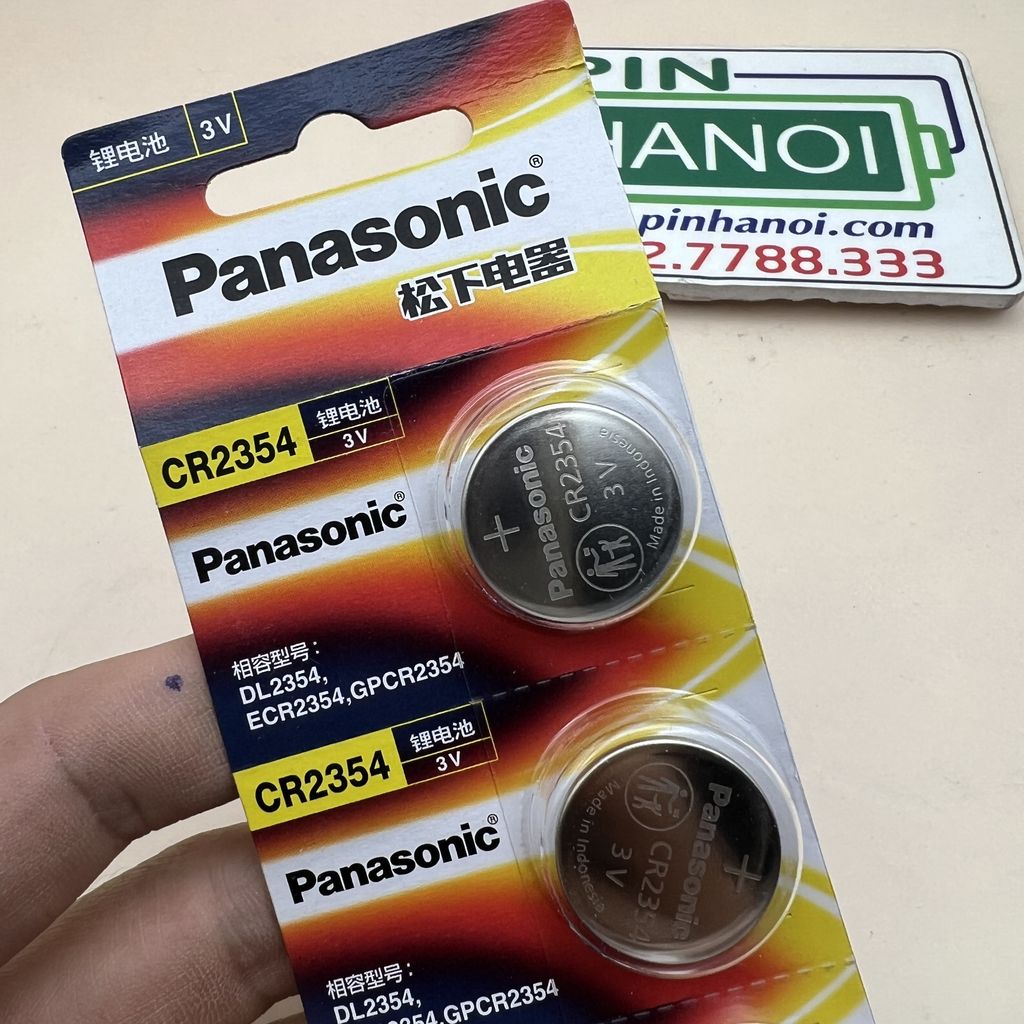 锂电池 3V
Panasonic®
松下电器
PIN
HANOI
pinhanoi.com
2.7788.333
CR2354 锂电池
3V
Panasonic®
相容型号：
DL2354,
ECR2354,GPCR2354
+
Panasonic
CR2354
3V
Made in Indonesia
CR2354 锂电池
3V
Panasonic®
相容型号：
DL2354,
2354,GPCR2354
+
Panasonic
CR2354
3V
Made in Indonesia